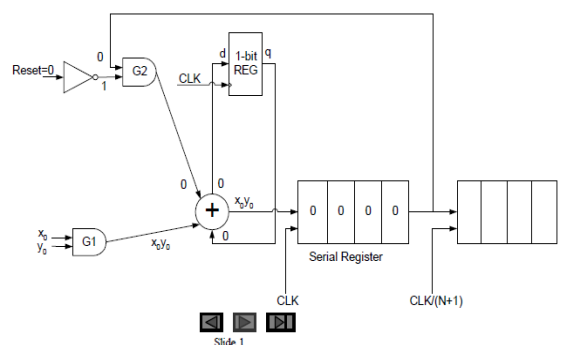 0
d
q
1-bit
REG
Reset=0
G2
1
CLK
0
0
+
x₀y₀
0
0
0
0
x₀
y₀
G1
x₀y₀
0
Serial Register
CLK
CLK/(N+1)
Slide 1